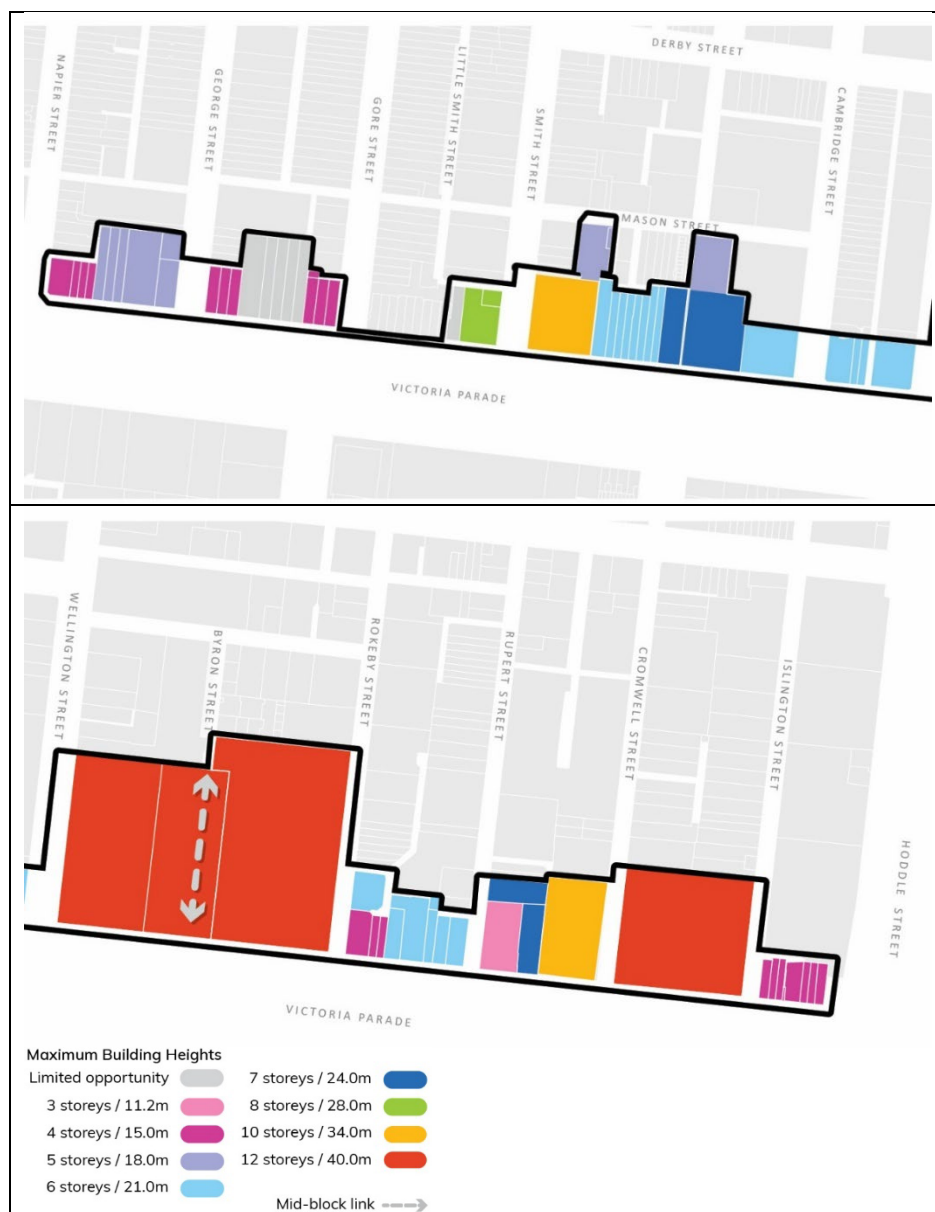 DERBY STREET
NAPIER STREET
GEORGE STREET
GORE STREET
LITTLE SMITH STREET
SMITH STREET
CAMBRIDGE STREET
MASON STREET
VICTORIA PARADE
WELLINGTON STREET
BYRON STREET
ROKEBY STREET
RUPERT STREET
CROMWELL STREET
ISLINGTON STREET
HODDLE STREET
VICTORIA PARADE
Maximum Building Heights
Limited opportunity
3 storeys / 11.2m
4 storeys / 15.0m
5 storeys / 18.0m
6 storeys / 21.0m
7 storeys / 24.0m
8 storeys / 28.0m
10 storeys / 34.0m
12 storeys / 40.0m
Mid-block link